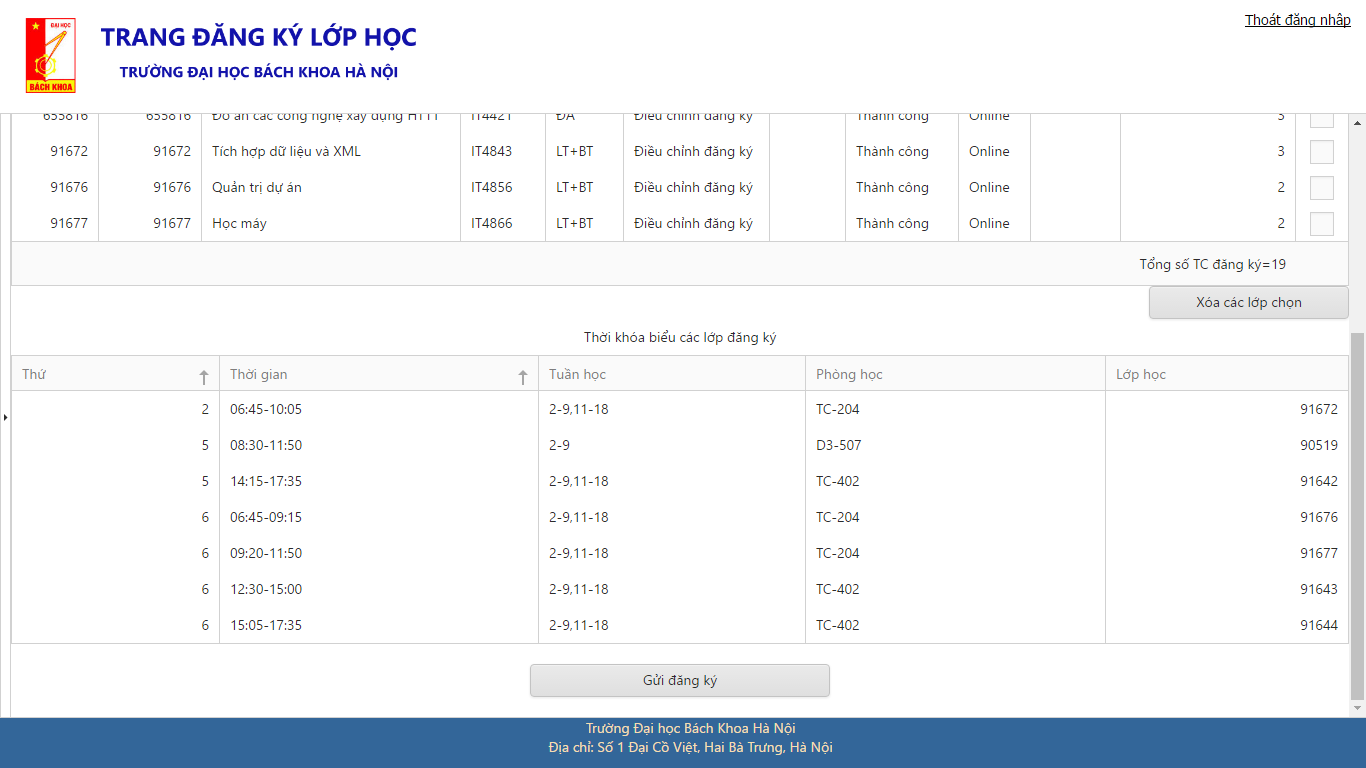 Thoát đăng nhập
ĐẠI HỌC
BÁCH KHOA
TRANG ĐĂNG KÝ LỚP HỌC
TRƯỜNG ĐẠI HỌC BÁCH KHOA HÀ NỘI
655816 655816 Đồ án các công nghệ xây dựng HTTT IT4421 ĐA Điều chỉnh đăng ký Thành công Online 3
91672 91672 Tích hợp dữ liệu và XML IT4843 LT+BT Điều chỉnh đăng ký Thành công Online 3
91676 91676 Quản trị dự án IT4856 LT+BT Điều chỉnh đăng ký Thành công Online 2
91677 91677 Học máy IT4866 LT+BT Điều chỉnh đăng ký Thành công Online 2
Tổng số TC đăng ký=19
Xóa các lớp chọn
Thời khóa biểu các lớp đăng ký
Thứ Thời gian Tuần học Phòng học Lớp học
2 06:45-10:05 2-9,11-18 TC-204 91672
5 08:30-11:50 2-9 D3-507 90519
5 14:15-17:35 2-9,11-18 TC-402 91642
6 06:45-09:15 2-9,11-18 TC-204 91676
6 09:20-11:50 2-9,11-18 TC-204 91677
6 12:30-15:00 2-9,11-18 TC-402 91643
6 15:05-17:35 2-9,11-18 TC-402 91644
Gửi đăng ký
Trường Đại học Bách Khoa Hà Nội
Địa chỉ: Số 1 Đại Cồ Việt, Hai Bà Trưng, Hà Nội